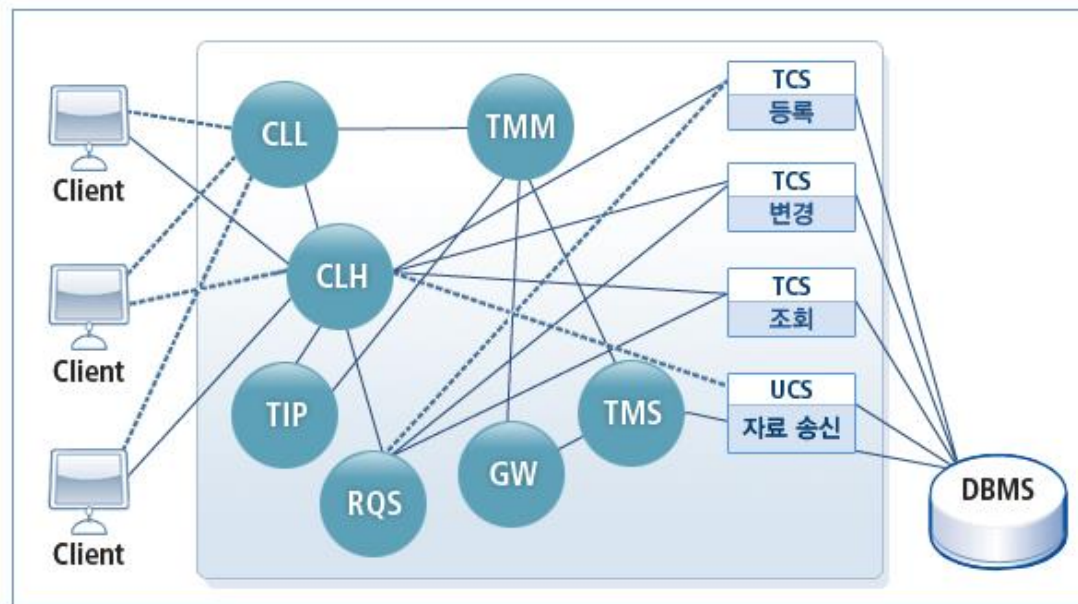 Client
Client
Client
CLL
TMM
CLH
TIP
RQS
GW
TMS
TCS
등록
TCS
변경
TCS
조회
UCS
자료 송신
DBMS